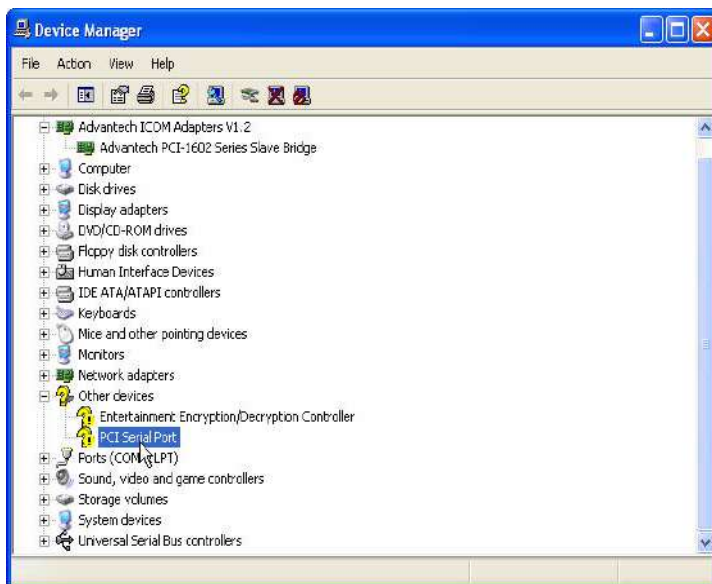 Device Manager
File Action View Help
Advantech ICOM Adapters V1.2
Advantech PCI-1602 Series Slave Bridge
Computer
Disk drives
Display adapters
DVD/CD-ROM drives
Floppy disk controllers
Human Interface Devices
IDE ATA/ATAPI controllers
Keyboards
Mice and other pointing devices
Monitors
Network adapters
Other devices
Entertainment Encryption/Decryption Controller
PCI Serial Port
Ports (COM & LPT)
Sound, video and game controllers
Storage volumes
System devices
Universal Serial Bus controllers